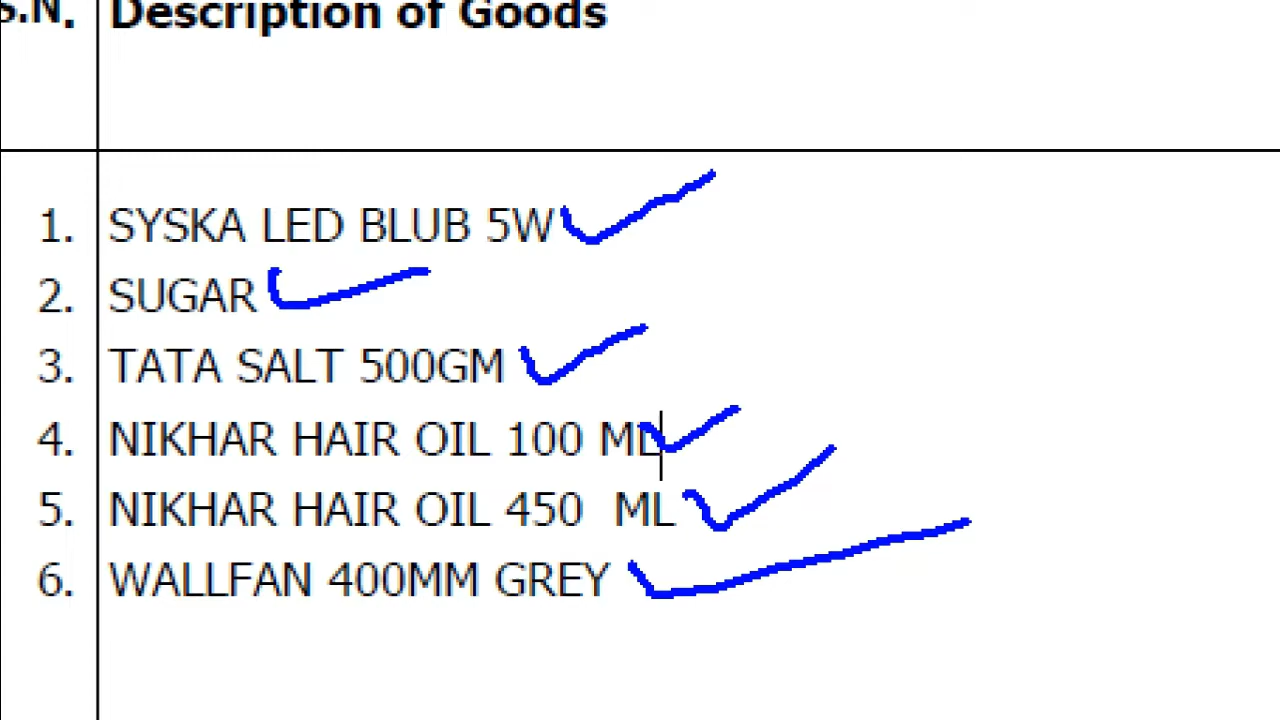 S.N. Description of Goods
1. SYSKA LED BLUB 5W
2. SUGAR
3. TATA SALT 500GM
4. NIKHAR HAIR OIL 100 ML
5. NIKHAR HAIR OIL 450 ML
6. WALLFAN 400MM GREY